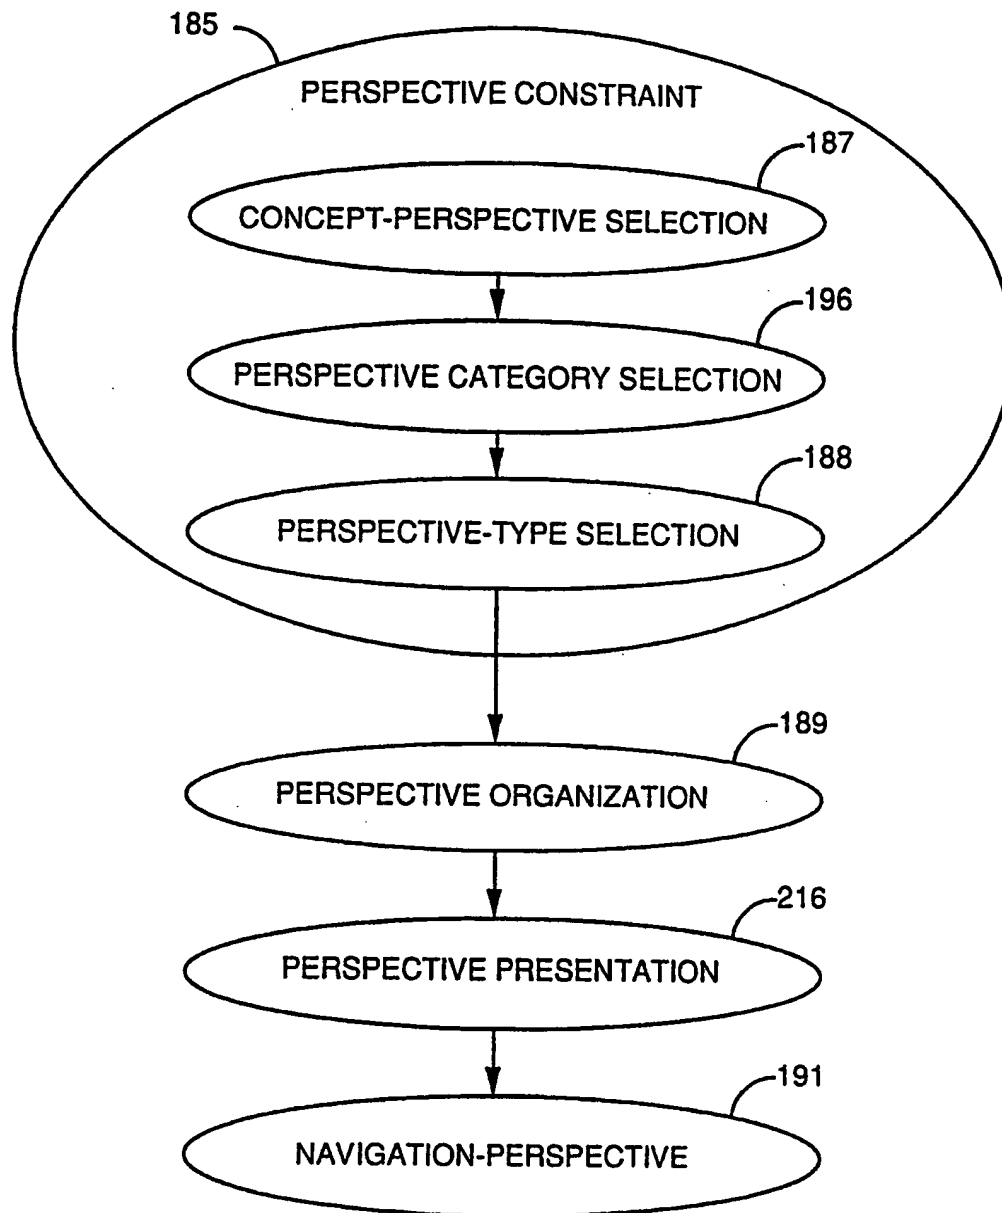 185
PERSPECTIVE CONSTRAINT
187
CONCEPT-PERSPECTIVE SELECTION
196
PERSPECTIVE CATEGORY SELECTION
188
PERSPECTIVE-TYPE SELECTION
189
PERSPECTIVE ORGANIZATION
216
PERSPECTIVE PRESENTATION
191
NAVIGATION-PERSPECTIVE